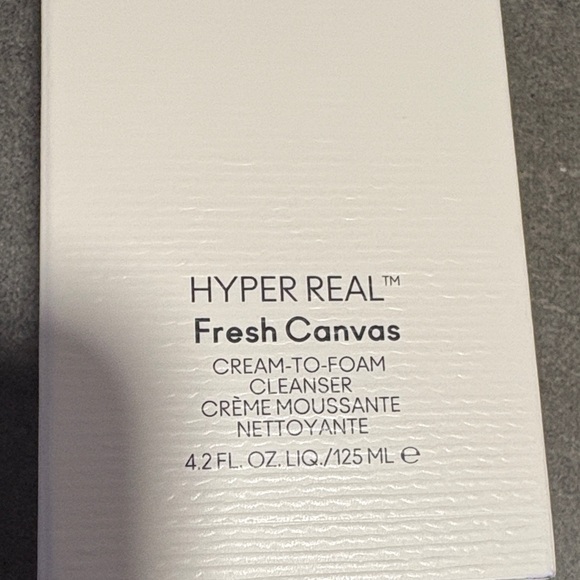 HYPER REAL™
Fresh Canvas
CREAM-TO-FOAM
CLEANSER
CRÈME MOUSSANTE
NETTOYANTE
4.2 FL. OZ. LIQ./125 ML ℮